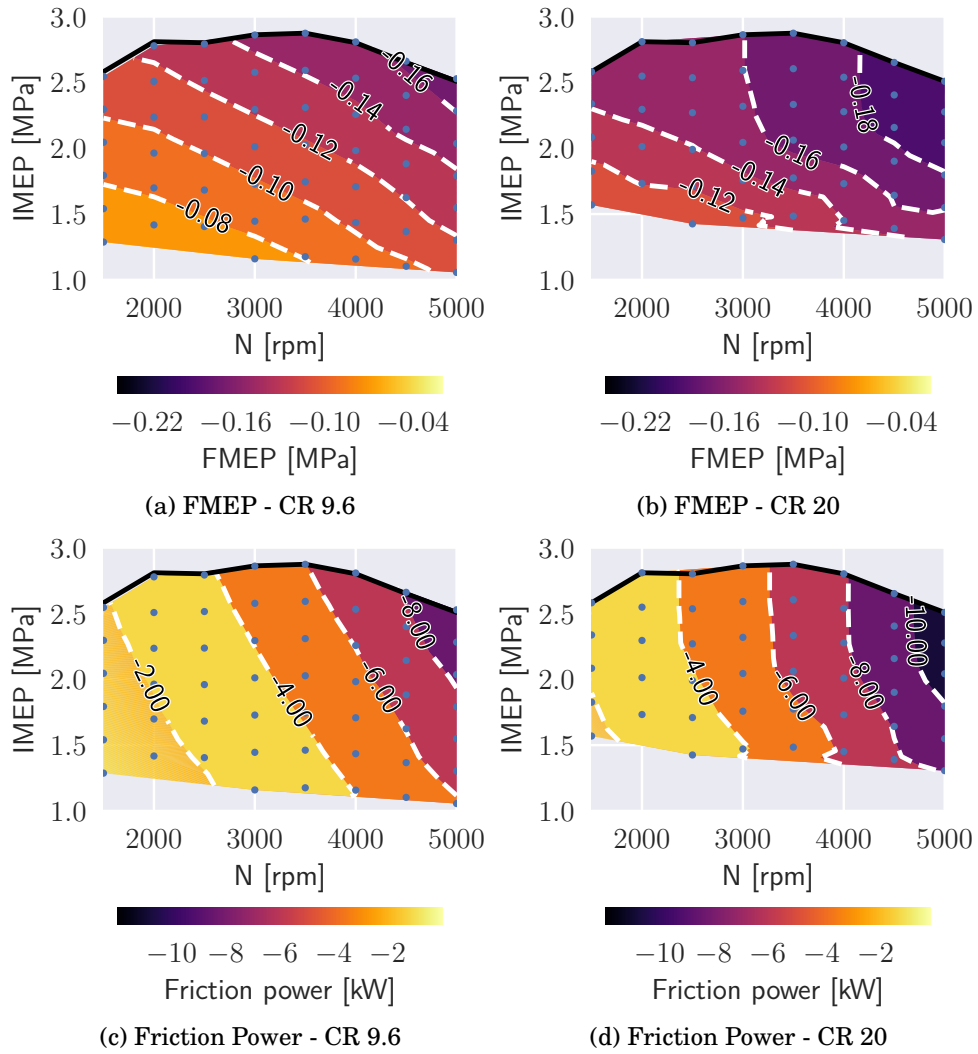 3.0
2.5
2.0
1.5
1.0
IMEP [MPa]
-0.16
-0.14
-0.12
-0.10
-0.08
2000 3000 4000 5000
N [rpm]
−0.22 −0.16 −0.10 −0.04
FMEP [MPa]
(a) FMEP - CR 9.6
3.0
2.5
2.0
1.5
1.0
IMEP [MPa]
-0.18
-0.16
-0.14
-0.12
2000 3000 4000 5000
N [rpm]
−0.22 −0.16 −0.10 −0.04
FMEP [MPa]
(b) FMEP - CR 20
3.0
2.5
2.0
1.5
1.0
IMEP [MPa]
-2.00
-4.00
-6.00
-8.00
2000 3000 4000 5000
N [rpm]
−10 −8 −6 −4 −2
Friction power [kW]
(c) Friction Power - CR 9.6
3.0
2.5
2.0
1.5
1.0
IMEP [MPa]
-4.00
-6.00
-8.00
-10.00
2000 3000 4000 5000
N [rpm]
−10 −8 −6 −4 −2
Friction power [kW]
(d) Friction Power - CR 20